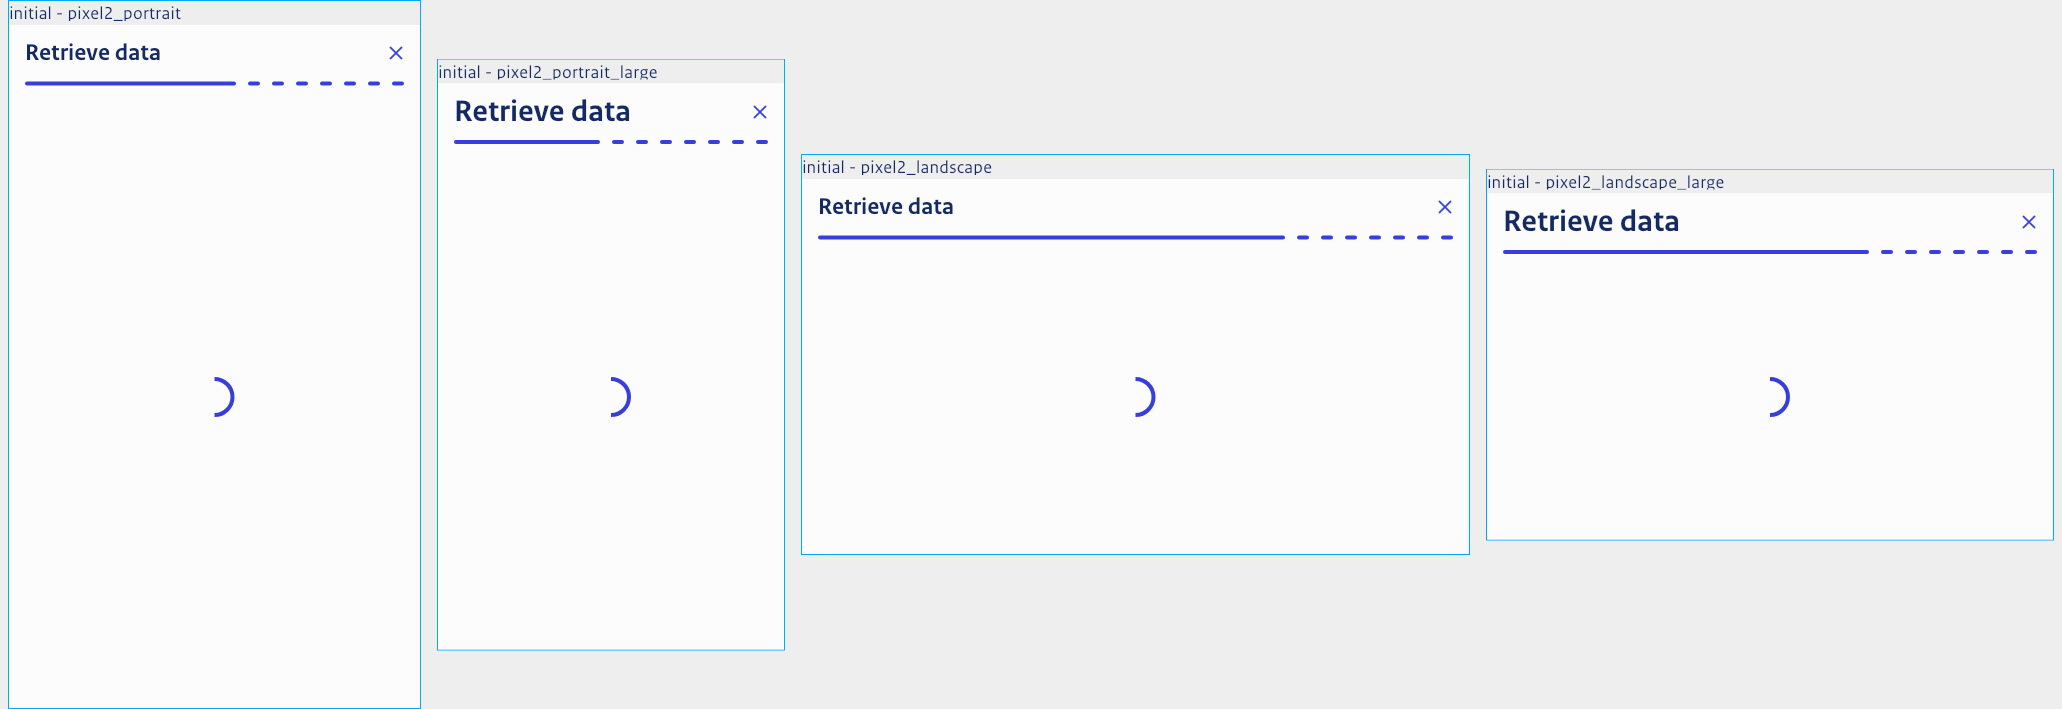 initial - pixel2_portrait
Retrieve data
initial - pixel2_portrait_large
Retrieve data
initial - pixel2_landscape
Retrieve data
initial - pixel2_landscape_large
Retrieve data